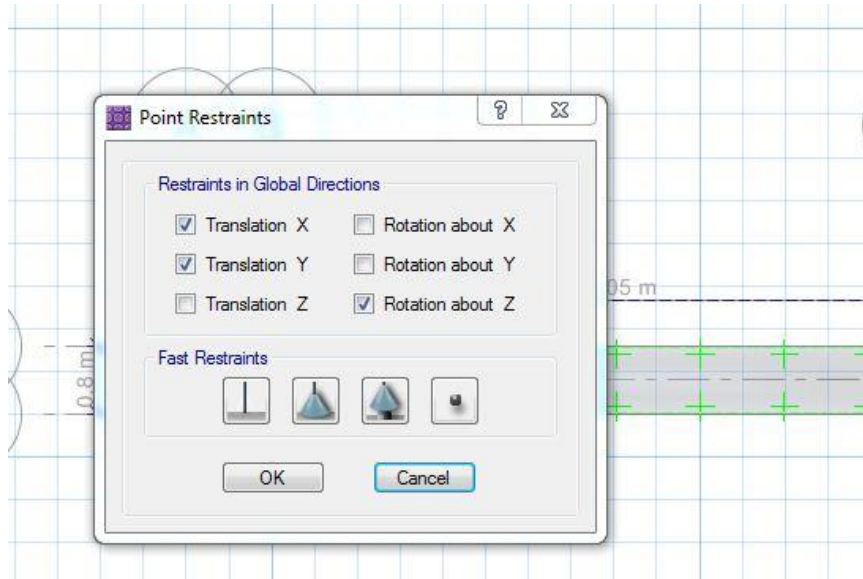 Point Restraints
Restraints in Global Directions
Translation X
Rotation about X
Translation Y
Rotation about Y
Translation Z
Rotation about Z
05 m
0.8 m
Fast Restraints
OK
Cancel